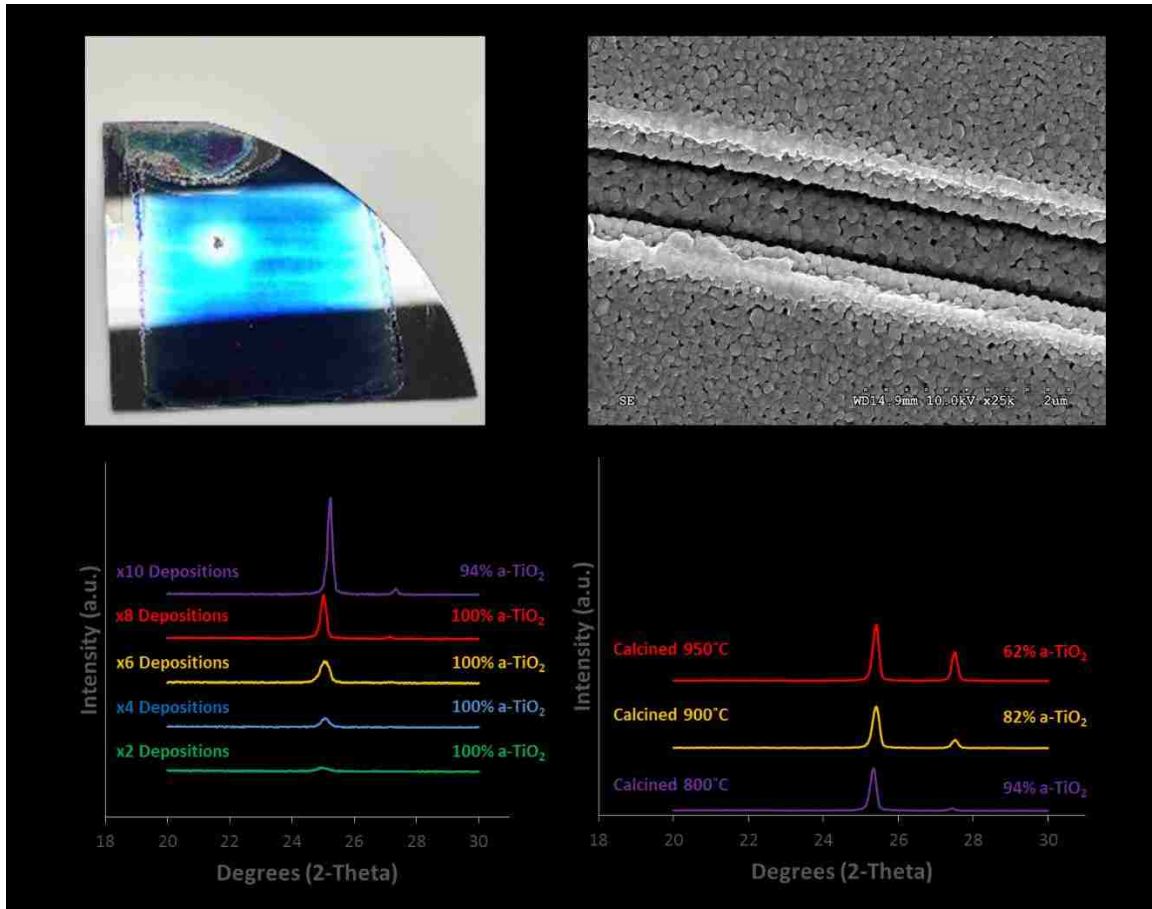 SE
WD14.9mm 10.0kV x25k 2um
Intensity (a.u.)
x10 Depositions 94% a-TiO₂
x8 Depositions 100% a-TiO₂
x6 Depositions 100% a-TiO₂
x4 Depositions 100% a-TiO₂
x2 Depositions 100% a-TiO₂
18 20 22 24 26 28 30
Degrees (2-Theta)
Intensity (a.u.)
Calcined 950°C 62% a-TiO₂
Calcined 900°C 82% a-TiO₂
Calcined 800°C 94% a-TiO₂
18 20 22 24 26 28 30
Degrees (2-Theta)